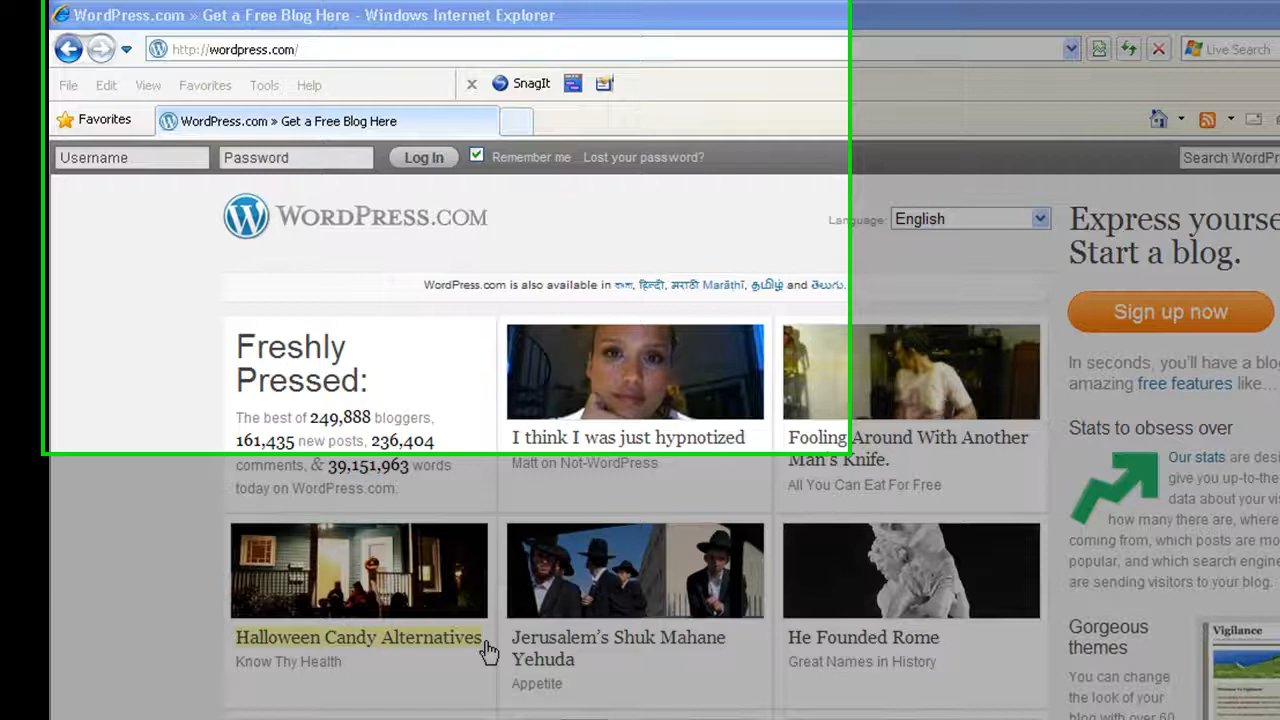 WordPress.com » Get a Free Blog Here - Windows Internet Explorer
http://wordpress.com/
Live Search
File Edit View Favorites Tools Help
SnagIt
Favorites
WordPress.com » Get a Free Blog Here
Username Password Log In Remember me Lost your password?
Search WordPr
WORDPRESS.COM
Language: English
WordPress.com is also available in বাংলা, हिन्दी, मराठी Marāthī, தமிழ் and తెలుగు.
Freshly
Pressed:
The best of 249,888 bloggers,
161,435 new posts, 236,404
comments, & 39,151,963 words
today on WordPress.com.
I think I was just hypnotized
Matt on Not-WordPress
Fooling Around With Another
Man's Knife.
All You Can Eat For Free
Halloween Candy Alternatives
Know Thy Health
Jerusalem's Shuk Mahane
Yehuda
Appetite
He Founded Rome
Great Names in History
Express yourse
Start a blog.
Sign up now
In seconds, you'll have a blo
amazing free features like...
Stats to obsess over
Our stats are desi
give you up-to-the
data about your vis
how many there are, where
coming from, which posts are mo
popular, and which search engine
are sending visitors to your blog.
Gorgeous
themes
You can change
the look of your
blog with over 60
Vigilance